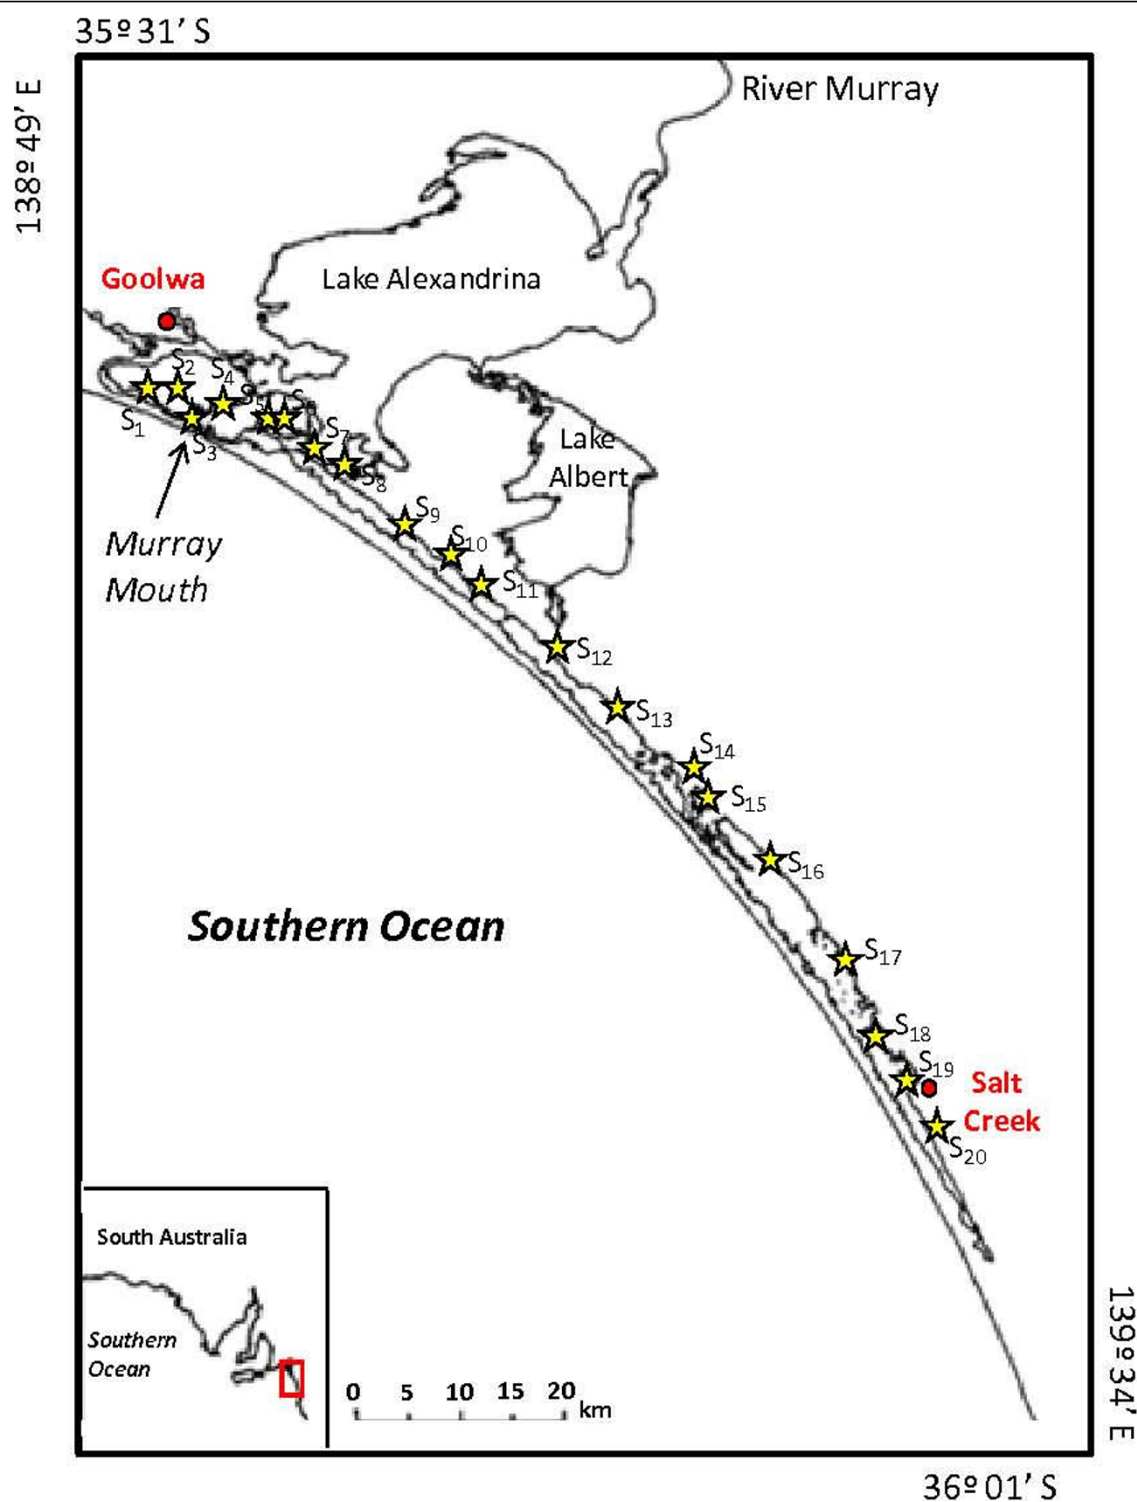 35º 31' S
138º 49' E
River Murray
Goolwa
Lake Alexandrina
S2
S4
S1
S3
S5
S6
S7
S8
Lake
Albert
S9
S10
S11
Murray
Mouth
S12
S13
S14
S15
S16
Southern Ocean
S17
S18
S19
Salt
Creek
S20
South Australia
Southern
Ocean
0 5 10 15 20
km
139º 34' E
36º 01' S